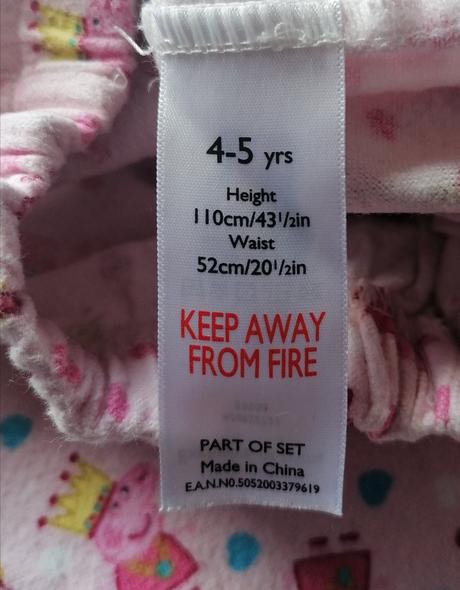 4-5 yrs
Height
110cm/43¹/2in
Waist
52cm/20¹/2in
KEEP AWAY
FROM FIRE
PART OF SET
Made in China
E.A.N.N0.5052003379619